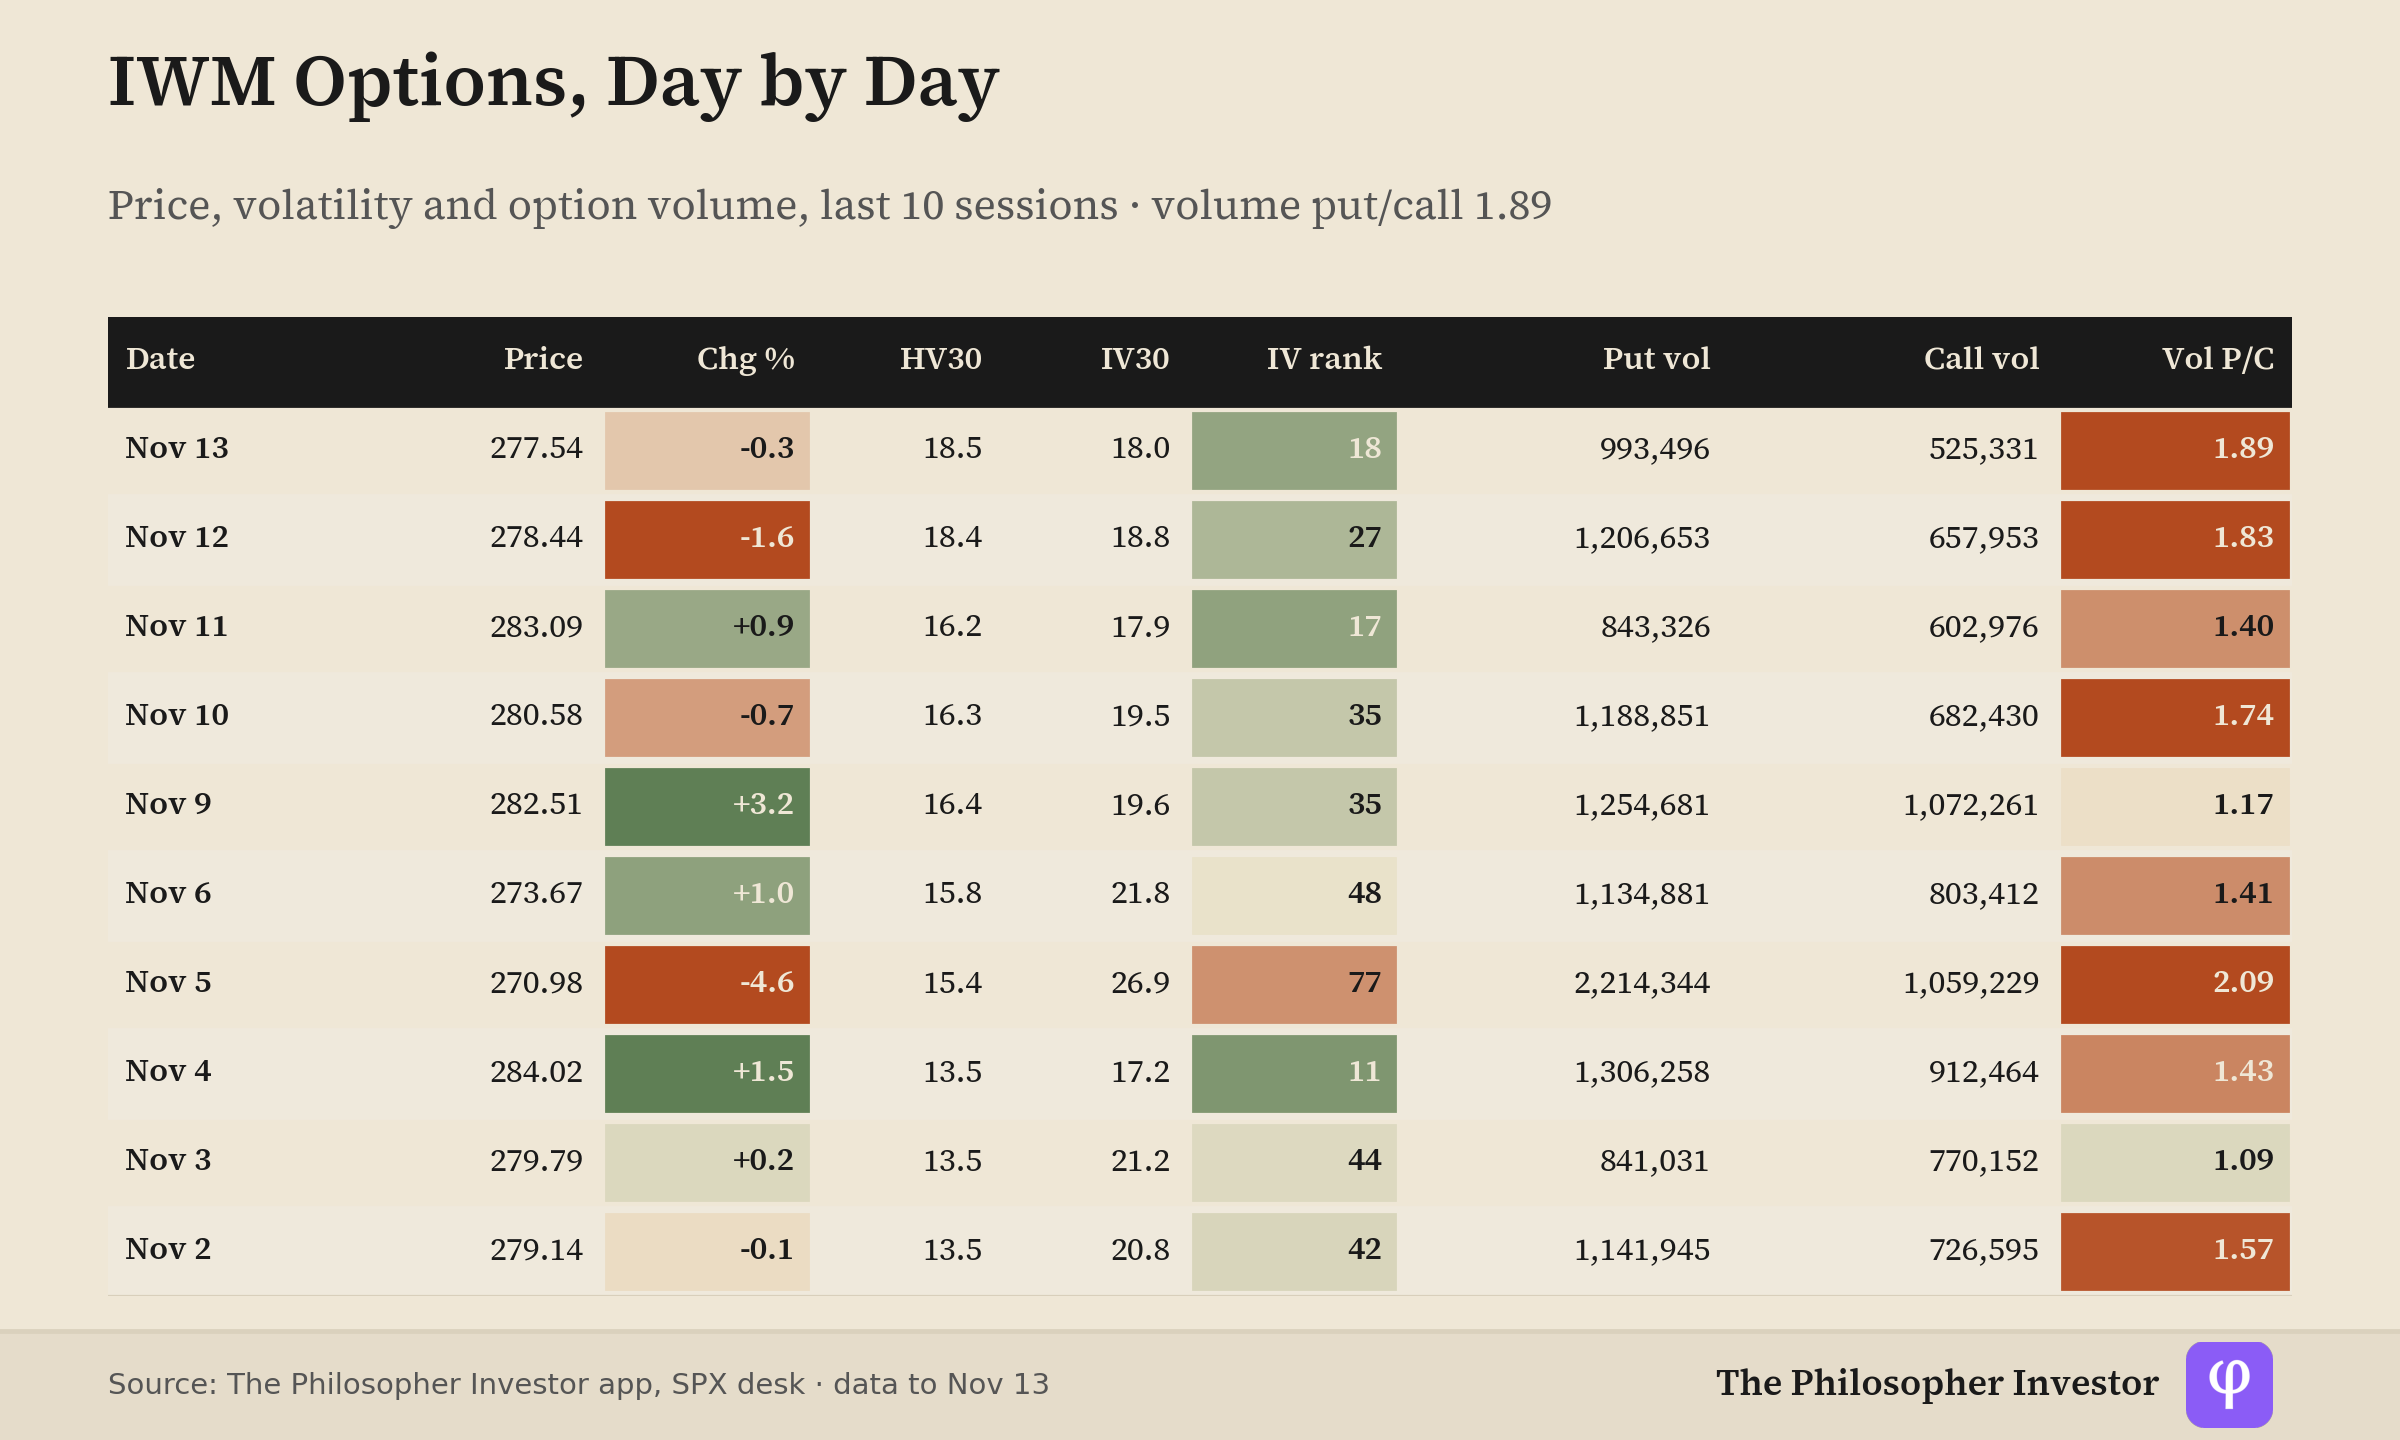 IWM Options, Day by Day
Price, volatility and option volume, last 10 sessions · volume put/call 1.89
Date Price Chg % HV30 IV30 IV rank Put vol Call vol Vol P/C
Nov 13 277.54 -0.3 18.5 18.0 18 993,496 525,331 1.89
Nov 12 278.44 -1.6 18.4 18.8 27 1,206,653 657,953 1.83
Nov 11 283.09 +0.9 16.2 17.9 17 843,326 602,976 1.40
Nov 10 280.58 -0.7 16.3 19.5 35 1,188,851 682,430 1.74
Nov 9 282.51 +3.2 16.4 19.6 35 1,254,681 1,072,261 1.17
Nov 6 273.67 +1.0 15.8 21.8 48 1,134,881 803,412 1.41
Nov 5 270.98 -4.6 15.4 26.9 77 2,214,344 1,059,229 2.09
Nov 4 284.02 +1.5 13.5 17.2 11 1,306,258 912,464 1.43
Nov 3 279.79 +0.2 13.5 21.2 44 841,031 770,152 1.09
Nov 2 279.14 -0.1 13.5 20.8 42 1,141,945 726,595 1.57
Source: The Philosopher Investor app, SPX desk · data to Nov 13
The Philosopher Investor φ